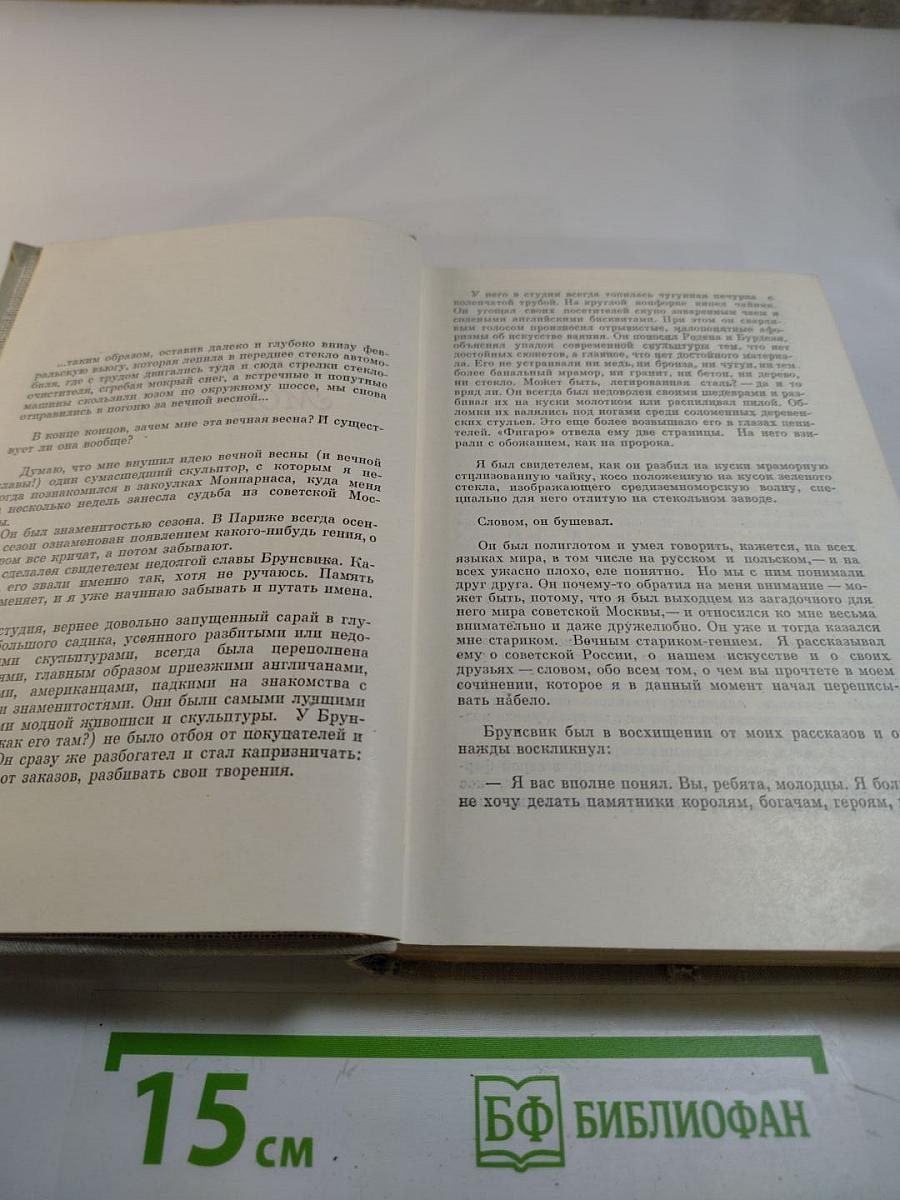 ...таким образом, оставив далеко и глубоко внизу фев-
ральскую вьюгу, которая лепила в переднее стекло автомо-
биля, где с трудом двигались туда и сюда стрелки стекло-
очистителя, сгребая мокрый снег, а встречные и попутные
машины скользили юзом по окружному шоссе, мы снова
отправились в погоню за вечной весной...
В конце концов, зачем мне эта вечная весна? И сущест-
вует ли она вообще?
Думаю, что мне внушил идею вечной весны (и вечной
славы!) один сумасшедший скульптор, с которым я не-
огда познакомился в закоулках Монпарнаса, куда меня
несколько недель занесла судьба из советской Мос-
ы.
Он был знаменитостью сезона. В Париже всегда осен-
сезон ознаменован появлением какого-нибудь гения, о
ром все кричат, а потом забывают.
сделался свидетелем недолгой славы Брунсвика. Ка-
его звали именно так, хотя не ручаюсь. Память
меняет, и я уже начинаю забывать и путать имена.
студия, вернее довольно запущенный сарай в глу-
большого садика, усеянного разбитыми или недо-
ыми скульптурами, всегда была переполнена
ями, главным образом приезжими англичанами,
ми, американцами, падкими на знакомства с
и знаменитостями. Они были самыми лучшими
ми модной живописи и скульптуры. У Брун-
как его там?) не было отбоя от покупателей и
Он сразу же разбогател и стал капризничать:
от заказов, разбивать свои творения.
У него в студии всегда топилась чугунная печурка с
коленчатой трубой. На круглой конфорке кипел чайник.
Он угощал своих посетителей скупо заваренным чаем и
солеными английскими бисквитами. При этом он сварли-
вым голосом произносил отрывистые, малопонятные афо-
ризмы об искусстве ваяния. Он поносил Родена и Бурделя,
объяснял упадок современной скульптуры тем, что нет
достойных сюжетов, а главное, что нет достойного материа-
ла. Его не устраивали ни медь, ни бронза, ни чугун, ни тем
более банальный мрамор, ни гранит, ни бетон, ни дерево,
ни стекло. Может быть, легированная сталь? — да и то
вряд ли. Он всегда был недоволен своими шедеврами и раз-
бивал их на куски молотком или распиливал пилой. Об-
ломки их валялись под ногами среди соломенных деревен-
ских стульев. Это еще более возвышало его в глазах цени-
телей. «Фигаро» отвела ему две страницы. На него взи-
рали с обожанием, как на пророка.
Я был свидетелем, как он разбил на куски мраморную
стилизованную чайку, косо положенную на кусок зеленого
стекла, изображающего средиземноморскую волну, спе-
циально для него отлитую на стекольном заводе.
Словом, он бушевал.
Он был полиглотом и умел говорить, кажется, на всех
языках мира, в том числе на русском и польском,— и на
всех ужасно плохо, еле понятно. Но мы с ним понимали
друг друга. Он почему-то обратил на меня внимание — мо-
жет быть, потому, что я был выходцем из загадочного для
него мира советской Москвы,— и относился ко мне весьма
внимательно и даже дружелюбно. Он уже и тогда казался
мне стариком. Вечным стариком-гением. Я рассказывал
ему о советской России, о нашем искусстве и о своих
друзьях — словом, обо всем том, о чем вы прочтете в моем
сочинении, которое я в данный момент начал переписы-
вать набело.
Брунсвик был в восхищении от моих рассказов и о
нажды воскликнул:
— Я вас вполне понял. Вы, ребята, молодцы. Я бол
не хочу делать памятники королям, богачам, героям,
15 см
БФ БИБЛИОФАН